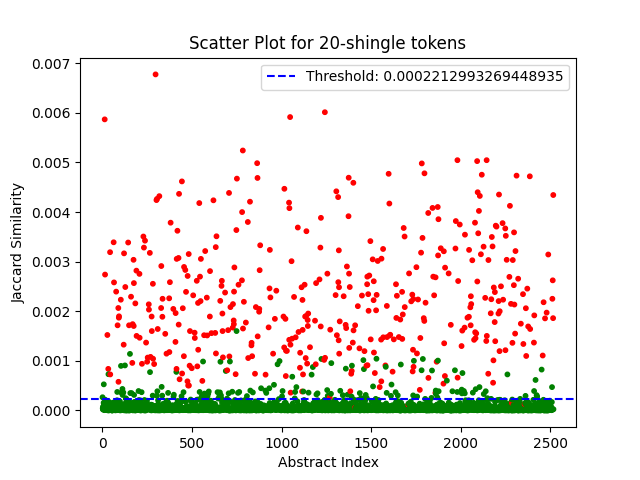 Scatter Plot for 20-shingle tokens
Threshold: 0.0002212993269448935
0.007
0.006
0.005
0.004
0.003
0.002
0.001
0.000
Jaccard Similarity
0 500 1000 1500 2000 2500
Abstract Index